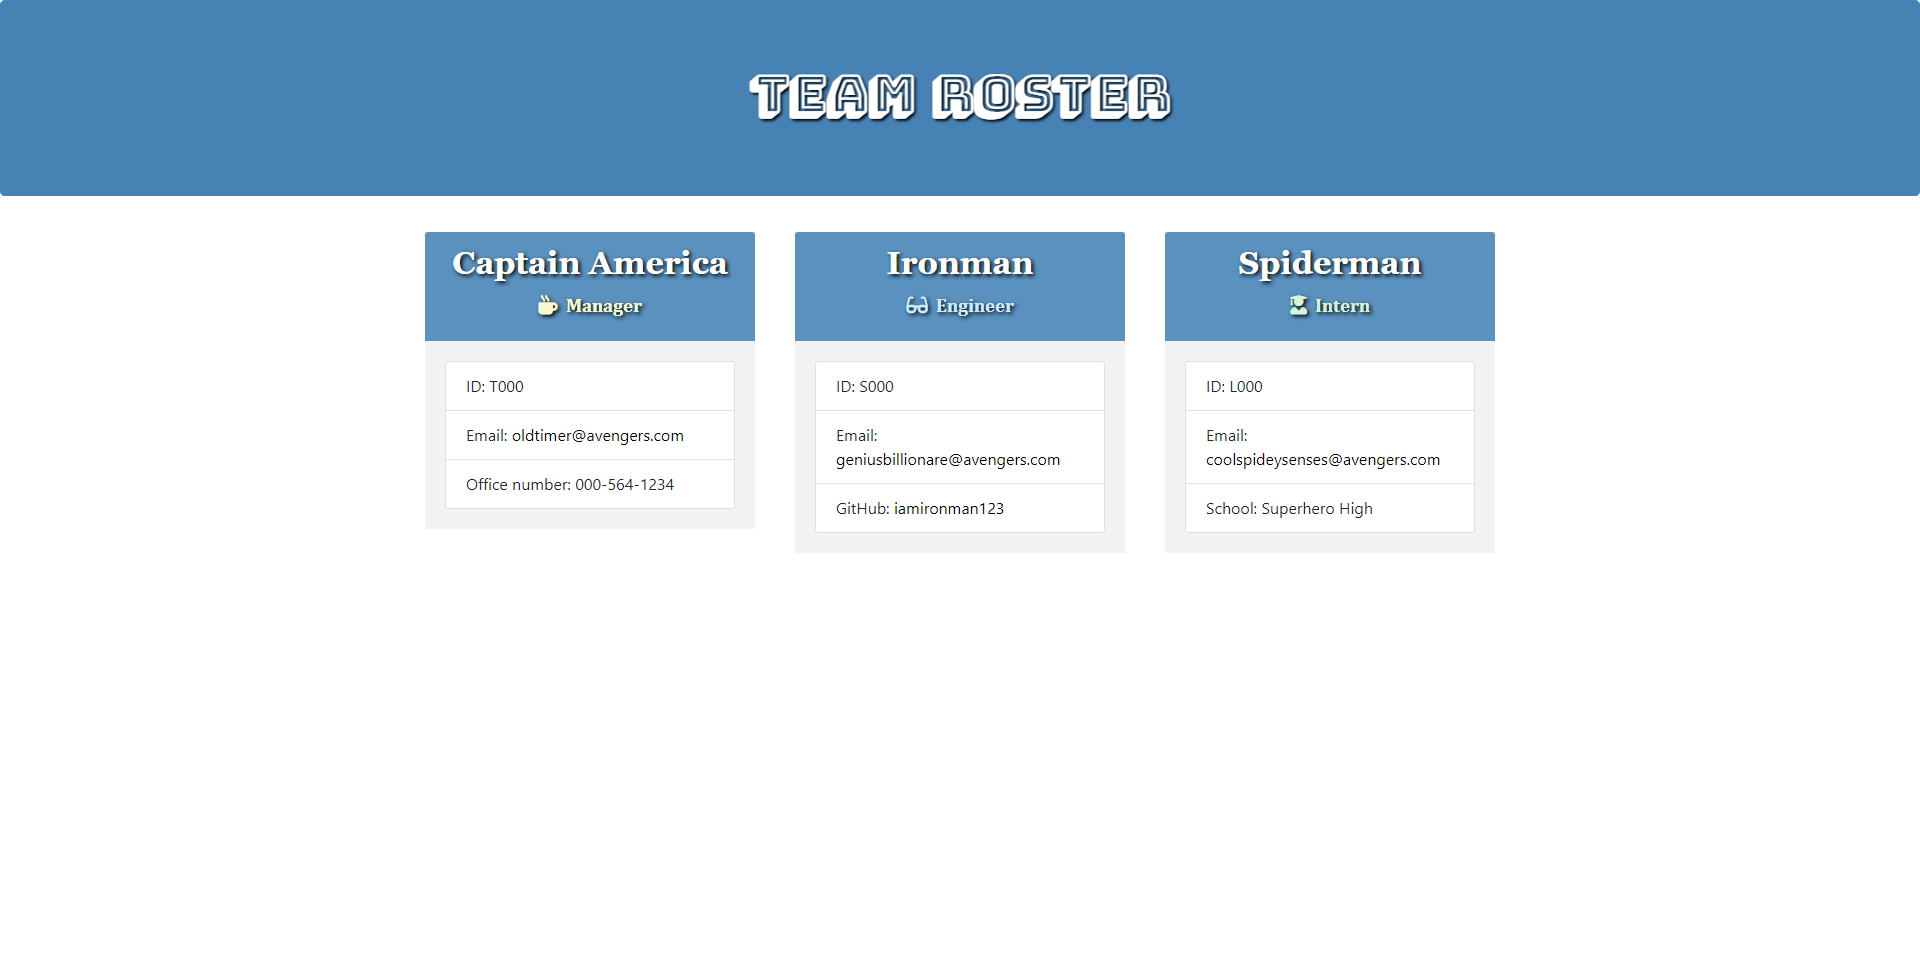 TEAM ROSTER
Captain America
Manager
ID: T000
Email: oldtimer@avengers.com
Office number: 000-564-1234
Ironman
Engineer
ID: S000
Email:
geniusbillionare@avengers.com
GitHub: iamironman123
Spiderman
Intern
ID: L000
Email:
coolspideysenses@avengers.com
School: Superhero High